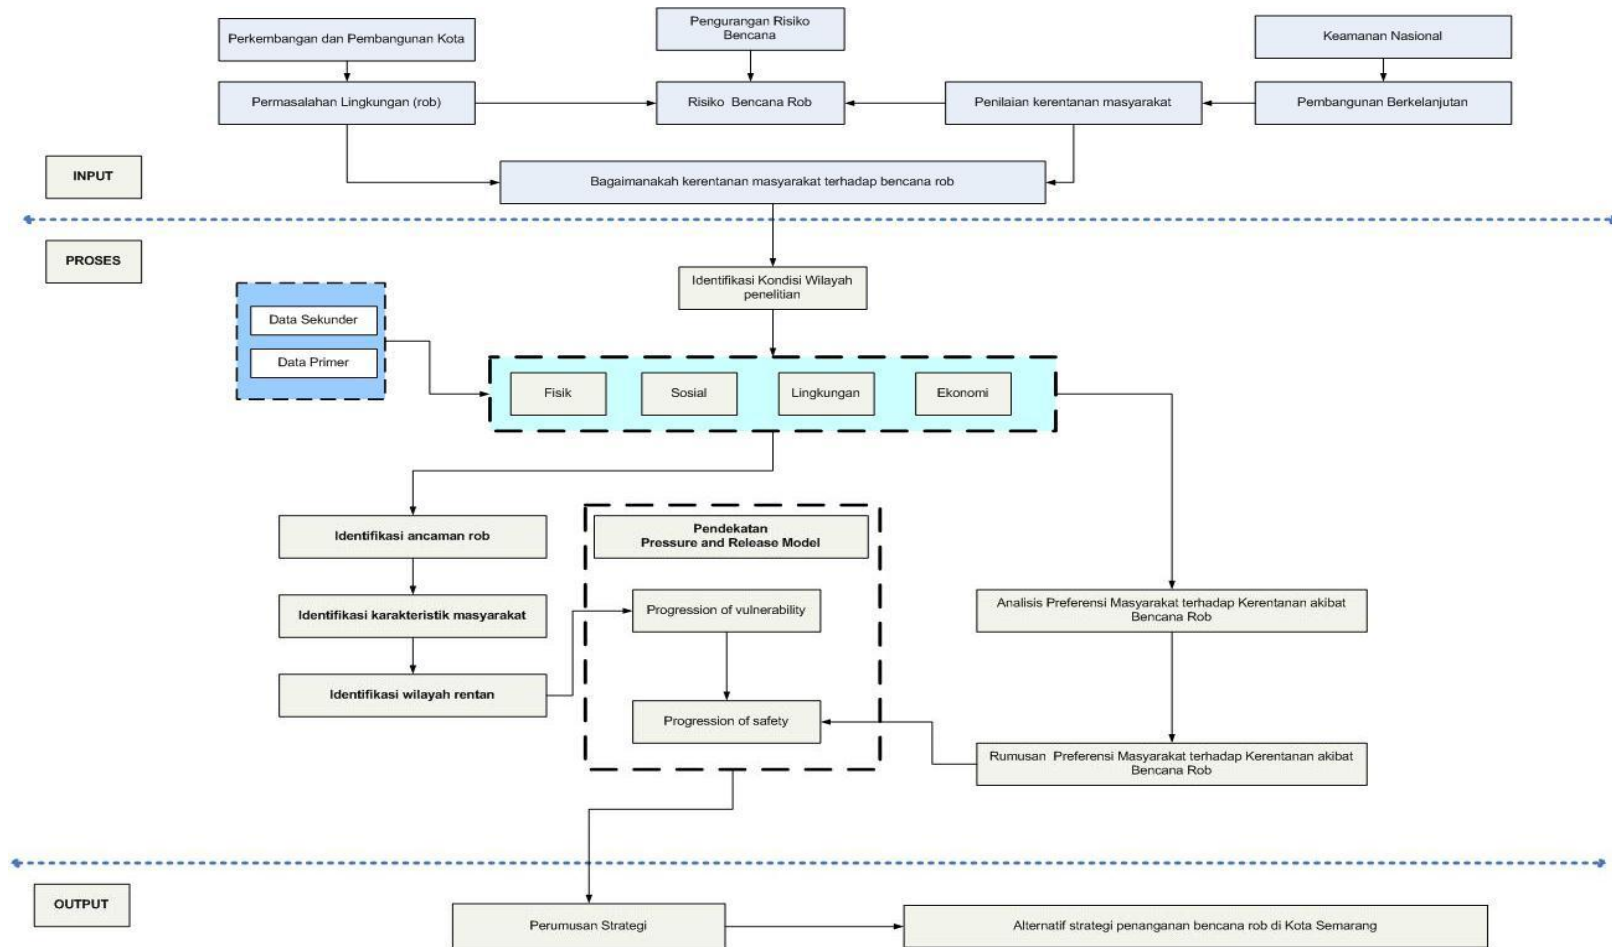 Perkembangan dan Pembangunan Kota
Pengurangan Risiko
Bencana
Keamanan Nasional
Permasalahan Lingkungan (rob)
Risiko Bencana Rob
Penilaian kerentanan masyarakat
Pembangunan Berkelanjutan
INPUT
Bagaimanakah kerentanan masyarakat terhadap bencana rob
PROSES
Identifikasi Kondisi Wilayah
penelitian
Data Sekunder
Data Primer
Fisik
Sosial
Lingkungan
Ekonomi
Identifikasi ancaman rob
Pendekatan
Pressure and Release Model
Identifikasi karakteristik masyarakat
Progression of vulnerability
Analisis Preferensi Masyarakat terhadap Kerentanan akibat
Bencana Rob
Identifikasi wilayah rentan
Progression of safety
Rumusan Preferensi Masyarakat terhadap Kerentanan akibat
Bencana Rob
OUTPUT
Perumusan Strategi
Alternatif strategi penanganan bencana rob di Kota Semarang